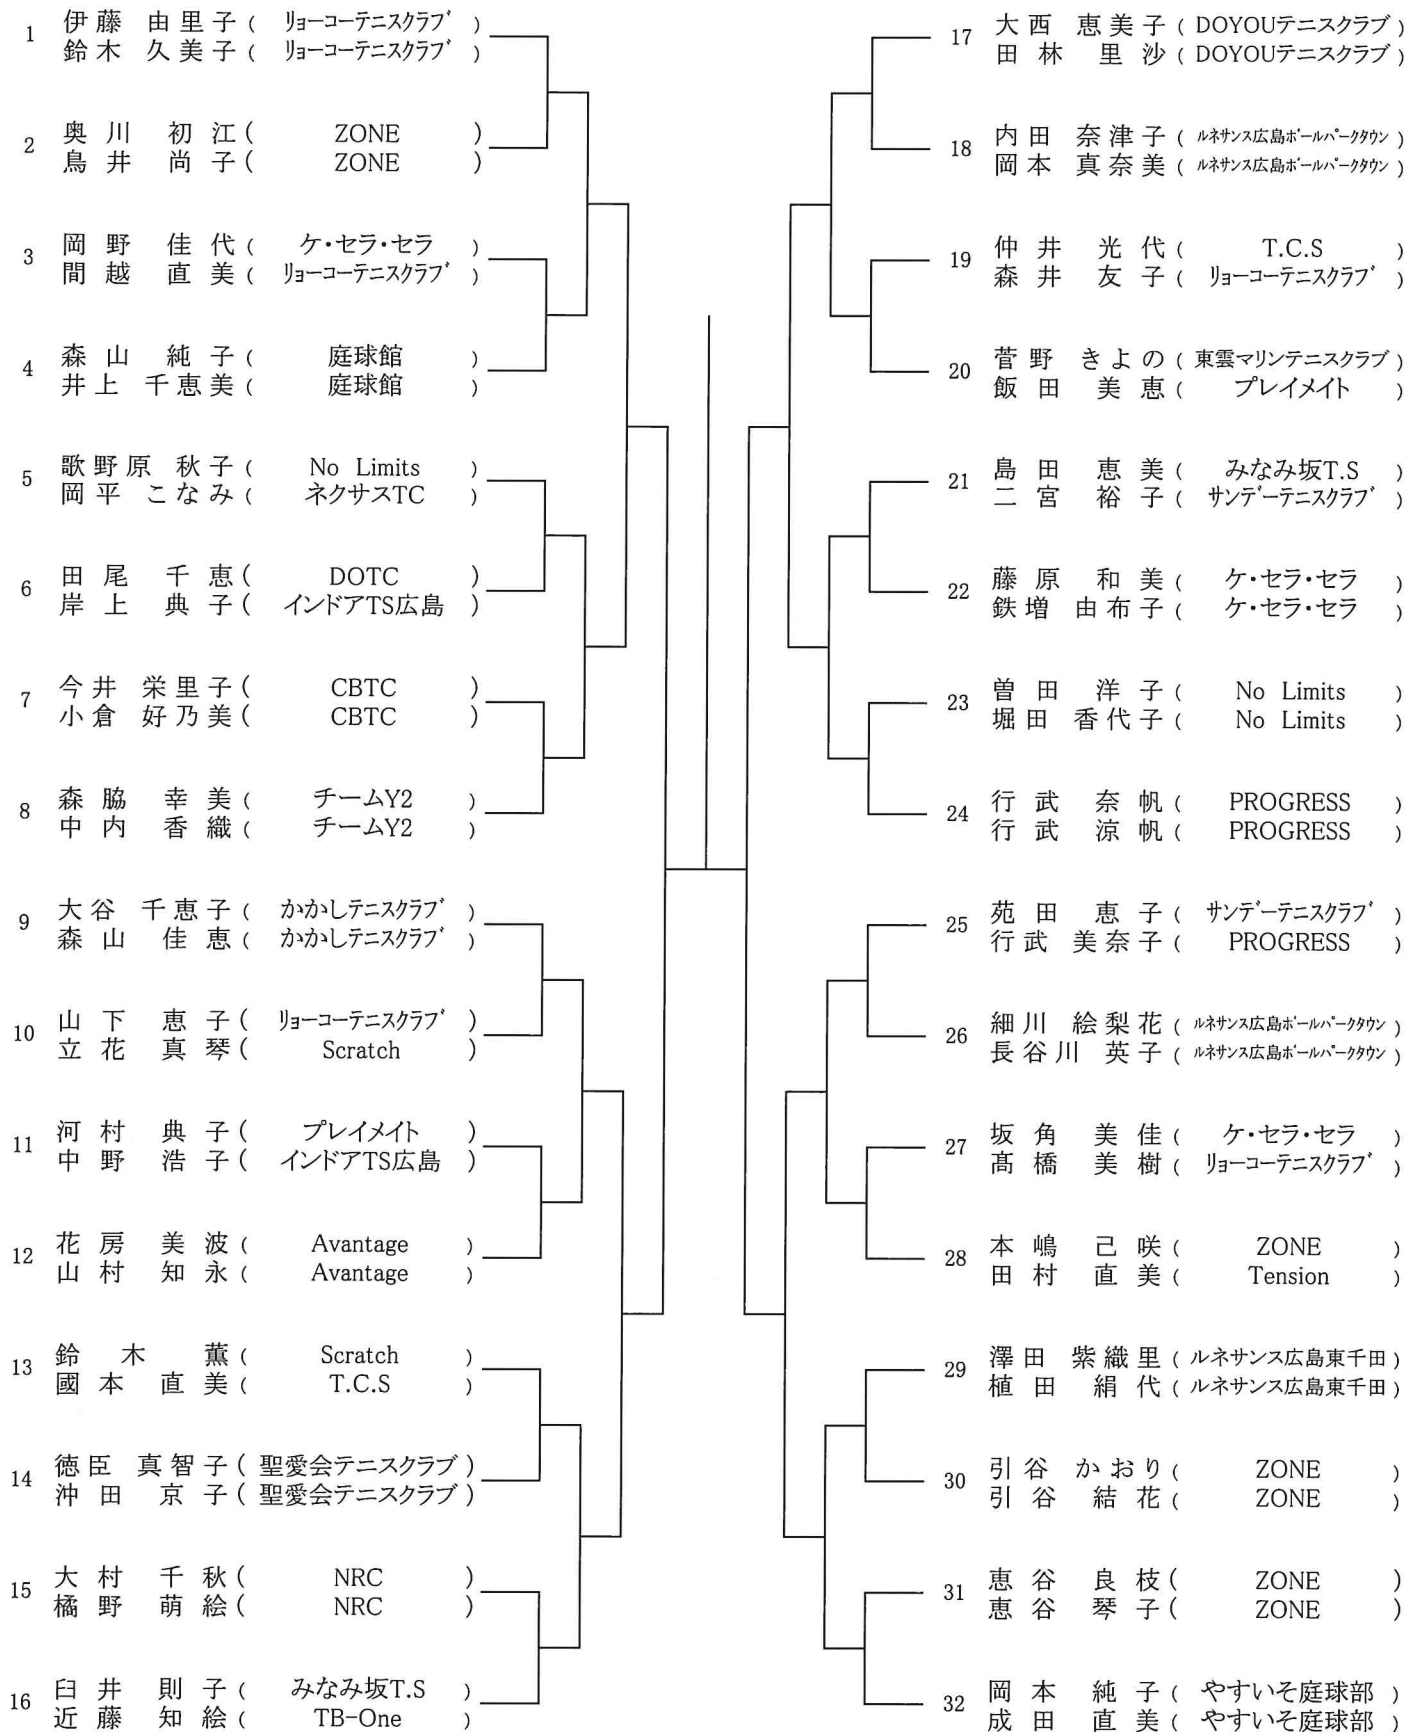 1 伊藤 由里子 ( リョーコーテニスクラブ )
鈴木 久美子 ( リョーコーテニスクラブ )
2 奥川 初江 ( ZONE )
鳥井 尚子 ( ZONE )
3 岡野 佳代 ( ケ・セラ・セラ )
間越 直美 ( リョーコーテニスクラブ )
4 森山 純子 ( 庭球館 )
井上 千恵美 ( 庭球館 )
5 歌野原 秋子 ( No Limits )
岡平 こなみ ( ネクサスTC )
6 田尾 千恵 ( DOTC )
岸上 典子 ( インドアTS広島 )
7 今井 栄里子 ( CBTC )
小倉 好乃美 ( CBTC )
8 森脇 幸美 ( チームY2 )
中内 香織 ( チームY2 )
9 大谷 千恵子 ( かかしテニスクラブ )
森山 佳恵 ( かかしテニスクラブ )
10 山下 恵子 ( リョーコーテニスクラブ )
立花 真琴 ( Scratch )
11 河村 典子 ( プレイメイト )
中野 浩子 ( インドアTS広島 )
12 花房 美波 ( Avantage )
山村 知永 ( Avantage )
13 鈴木 薫 ( Scratch )
國本 直美 ( T.C.S )
14 徳臣 真智子 ( 聖愛会テニスクラブ )
沖田 京子 ( 聖愛会テニスクラブ )
15 大村 千秋 ( NRC )
橘野 萌絵 ( NRC )
16 臼井 則子 ( みなみ坂T.S )
近藤 知絵 ( TB-One )
17 大西 恵美子 ( DOYOUテニスクラブ )
田林 里沙 ( DOYOUテニスクラブ )
18 内田 奈津子 ( ルネサンス広島ボールパークタウン )
岡本 真奈美 ( ルネサンス広島ボールパークタウン )
19 仲井 光代 ( T.C.S )
森井 友子 ( リョーコーテニスクラブ )
20 菅野 きよの ( 東雲マリンテニスクラブ )
飯田 美恵 ( プレイメイト )
21 島田 恵美 ( みなみ坂T.S )
二宮 裕子 ( サンデーテニスクラブ )
22 藤原 和美 ( ケ・セラ・セラ )
鉄増 由布子 ( ケ・セラ・セラ )
23 曽田 洋子 ( No Limits )
堀田 香代子 ( No Limits )
24 行武 奈帆 ( PROGRESS )
行武 涼帆 ( PROGRESS )
25 苑田 恵子 ( サンデーテニスクラブ )
行武 美奈子 ( PROGRESS )
26 細川 絵梨花 ( ルネサンス広島ボールパークタウン )
長谷川 英子 ( ルネサンス広島ボールパークタウン )
27 坂角 美佳 ( ケ・セラ・セラ )
髙橋 美樹 ( リョーコーテニスクラブ )
28 本嶋 己咲 ( ZONE )
田村 直美 ( Tension )
29 澤田 紫織里 ( ルネサンス広島東千田 )
植田 絹代 ( ルネサンス広島東千田 )
30 引谷 かおり ( ZONE )
引谷 結花 ( ZONE )
31 恵谷 良枝 ( ZONE )
恵谷 琴子 ( ZONE )
32 岡本 純子 ( やすいそ庭球部 )
成田 直美 ( やすいそ庭球部 )